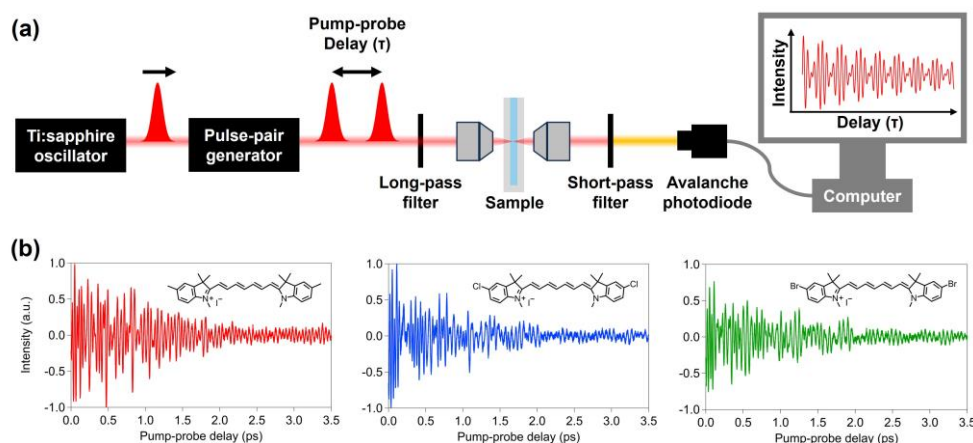 (a)
Pump-probe
Delay (τ)
Ti:sapphire
oscillator
Pulse-pair
generator
Long-pass
filter
Sample
Short-pass
filter
Avalanche
photodiode
Intensity
Delay (τ)
Computer
(b)
Intensity (a.u.)
1.0
0.5
0
-0.5
-1.0
0.0 0.5 1.0 1.5 2.0 2.5 3.0 3.5
Pump-probe delay (ps)
N+ I− N
1.0
0.5
0.0
-0.5
-1.0
0.0 0.5 1.0 1.5 2.0 2.5 3.0 3.5
Pump-probe delay (ps)
Cl N+ I− N Cl
1.0
0.5
0.0
-0.5
-1.0
0.0 0.5 1.0 1.5 2.0 2.5 3.0 3.5
Pump-probe delay (ps)
Br N+ I− N Br